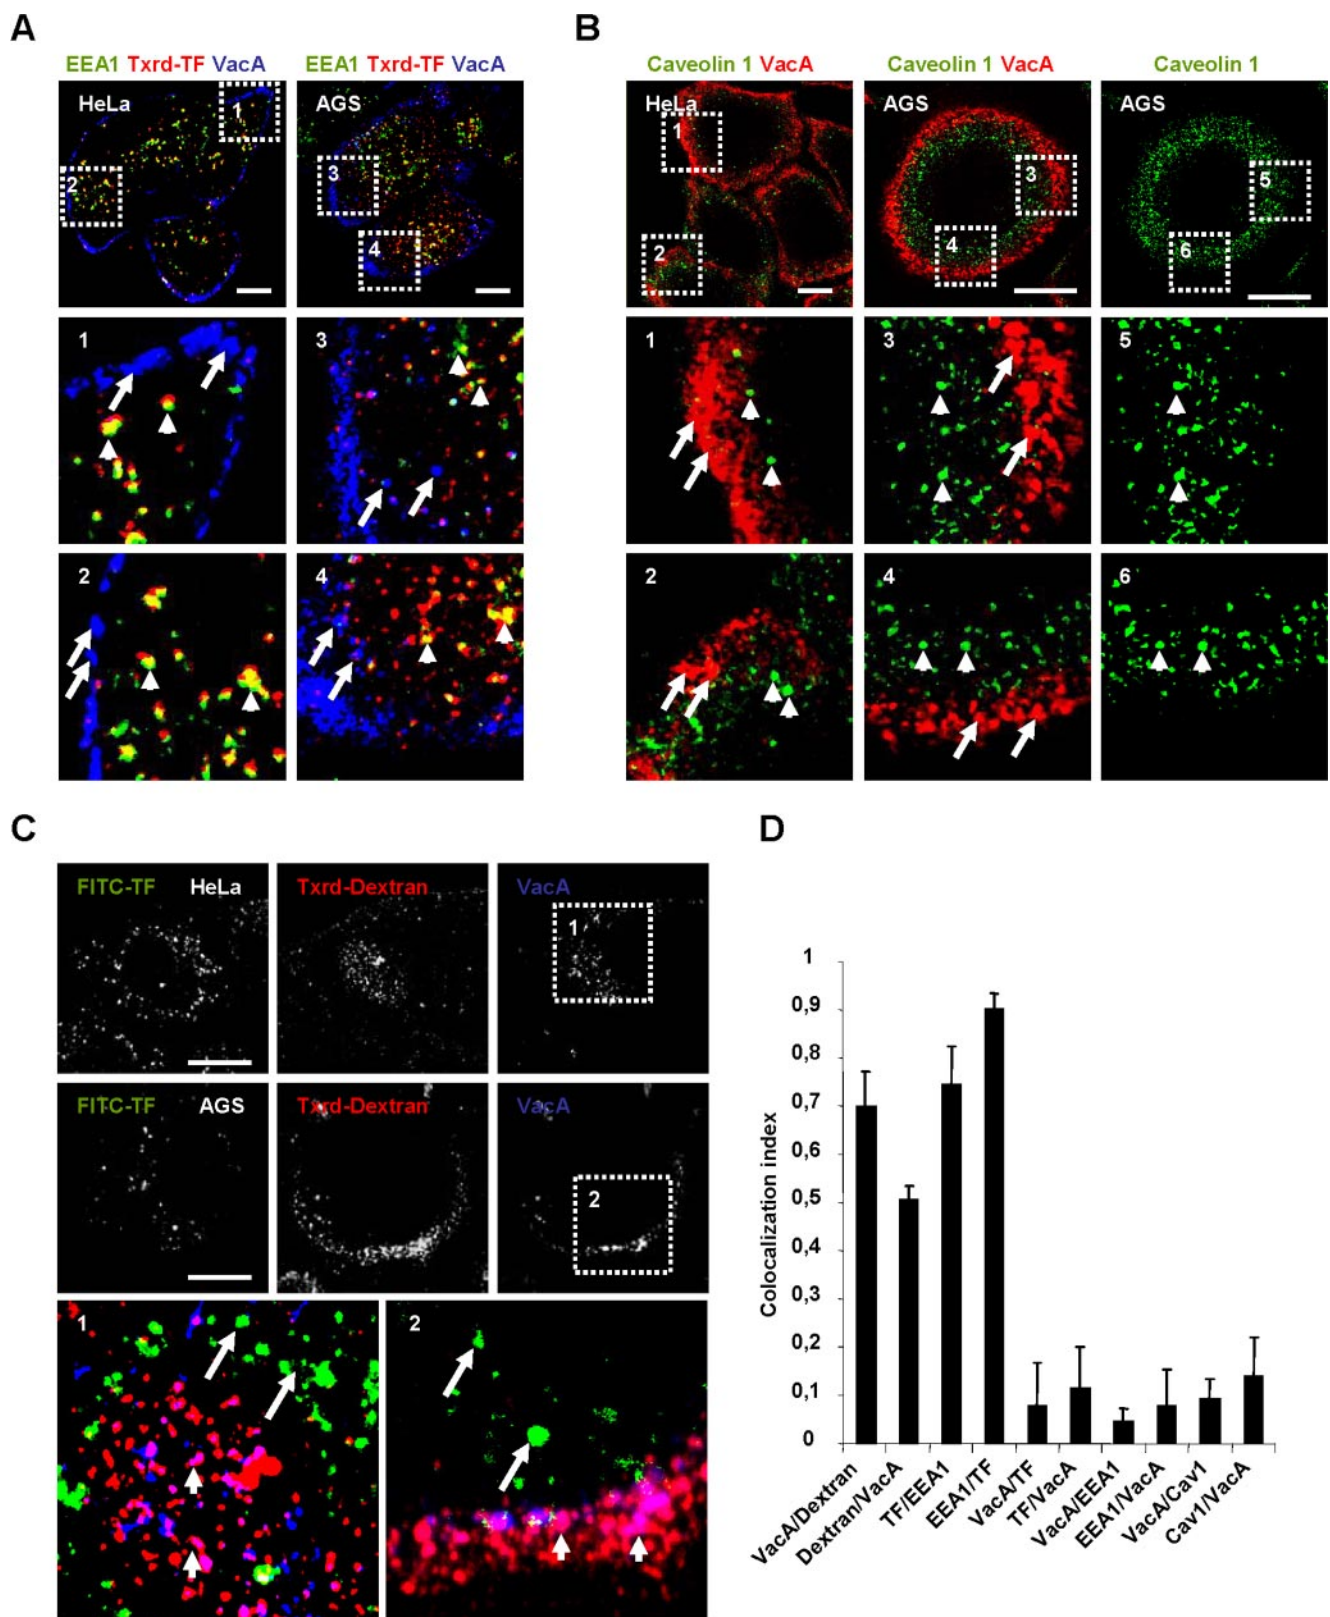 A
B
EEA1 Txrd-TF VacA
EEA1 Txrd-TF VacA
Caveolin 1 VacA
Caveolin 1 VacA
Caveolin 1
HeLa
1
2
AGS
3
4
HeLa
1
2
AGS
3
4
AGS
5
6
1
3
1
3
5
2
4
2
4
6
C
D
FITC-TF HeLa
Txrd-Dextran
VacA
1
FITC-TF AGS
Txrd-Dextran
VacA
2
1
2
Colocalization index
1
0,9
0,8
0,7
0,6
0,5
0,4
0,3
0,2
0,1
0
VacA/Dextran
Dextran/VacA
TF/EEA1
EEA1/TF
VacA/TF
TF/VacA
VacA/EEA1
EEA1/VacA
VacA/Cav1
Cav1/VacA